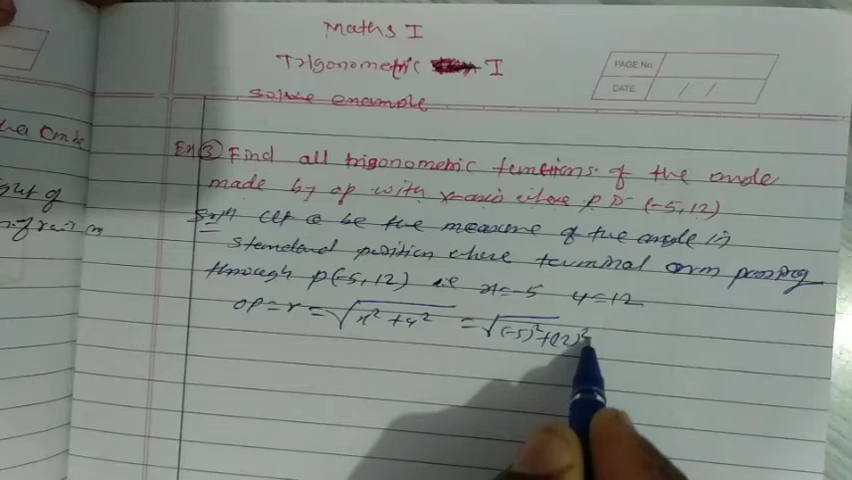 Maths I
Trigonometric I
Solve example
PAGE No.
DATE / /
Ex ③ Find all trigonometric functions of the angle
made by op with x-axis where p is (-5,12)
Soln Let θ be the measure of the angle in
standard position where terminal arm passing
through p(-5,12) ie x=-5 y=12
op=r=√x²+y² =√(-5)²+(12)²